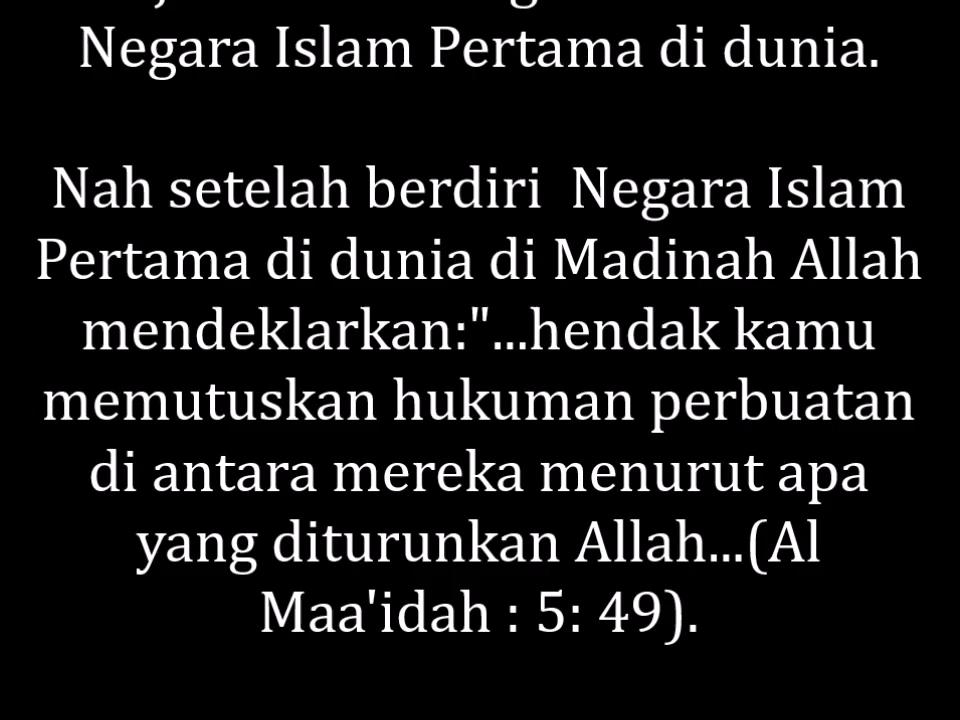 Negara Islam Pertama di dunia.
Nah setelah berdiri  Negara Islam
Pertama di dunia di Madinah Allah
mendeklarkan:"...hendak kamu
memutuskan hukuman perbuatan
di antara mereka menurut apa
yang diturunkan Allah...(Al
Maa'idah : 5: 49).